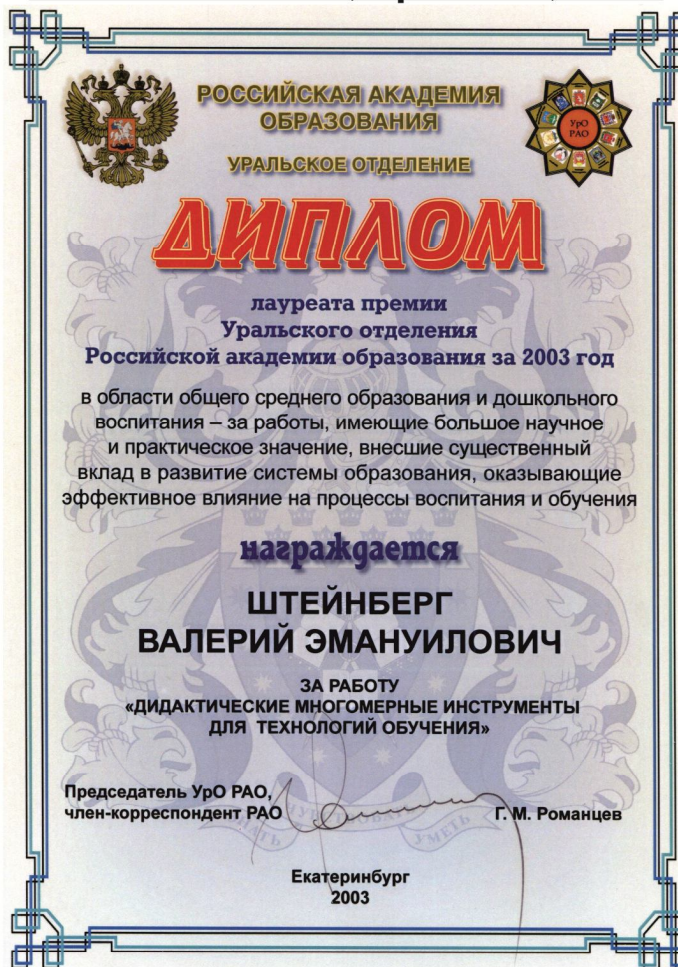 РОССИЙСКАЯ АКАДЕМИЯ
ОБРАЗОВАНИЯ
УрО
РАО
УРАЛЬСКОЕ ОТДЕЛЕНИЕ
ДИПЛОМ
лауреата премии
Уральского отделения
Российской академии образования за 2003 год
в области общего среднего образования и дошкольного
воспитания – за работы, имеющие большое научное
и практическое значение, внесшие существенный
вклад в развитие системы образования, оказывающие
эффективное влияние на процессы воспитания и обучения
награждается
ШТЕЙНБЕРГ
ВАЛЕРИЙ ЭМАНУИЛОВИЧ
ЗА РАБОТУ
«ДИДАКТИЧЕСКИЕ МНОГОМЕРНЫЕ ИНСТРУМЕНТЫ
ДЛЯ ТЕХНОЛОГИЙ ОБУЧЕНИЯ»
Председатель УрО РАО,
член-корреспондент РАО
Г. М. Романцев
УМЕТЬ
Екатеринбург
2003